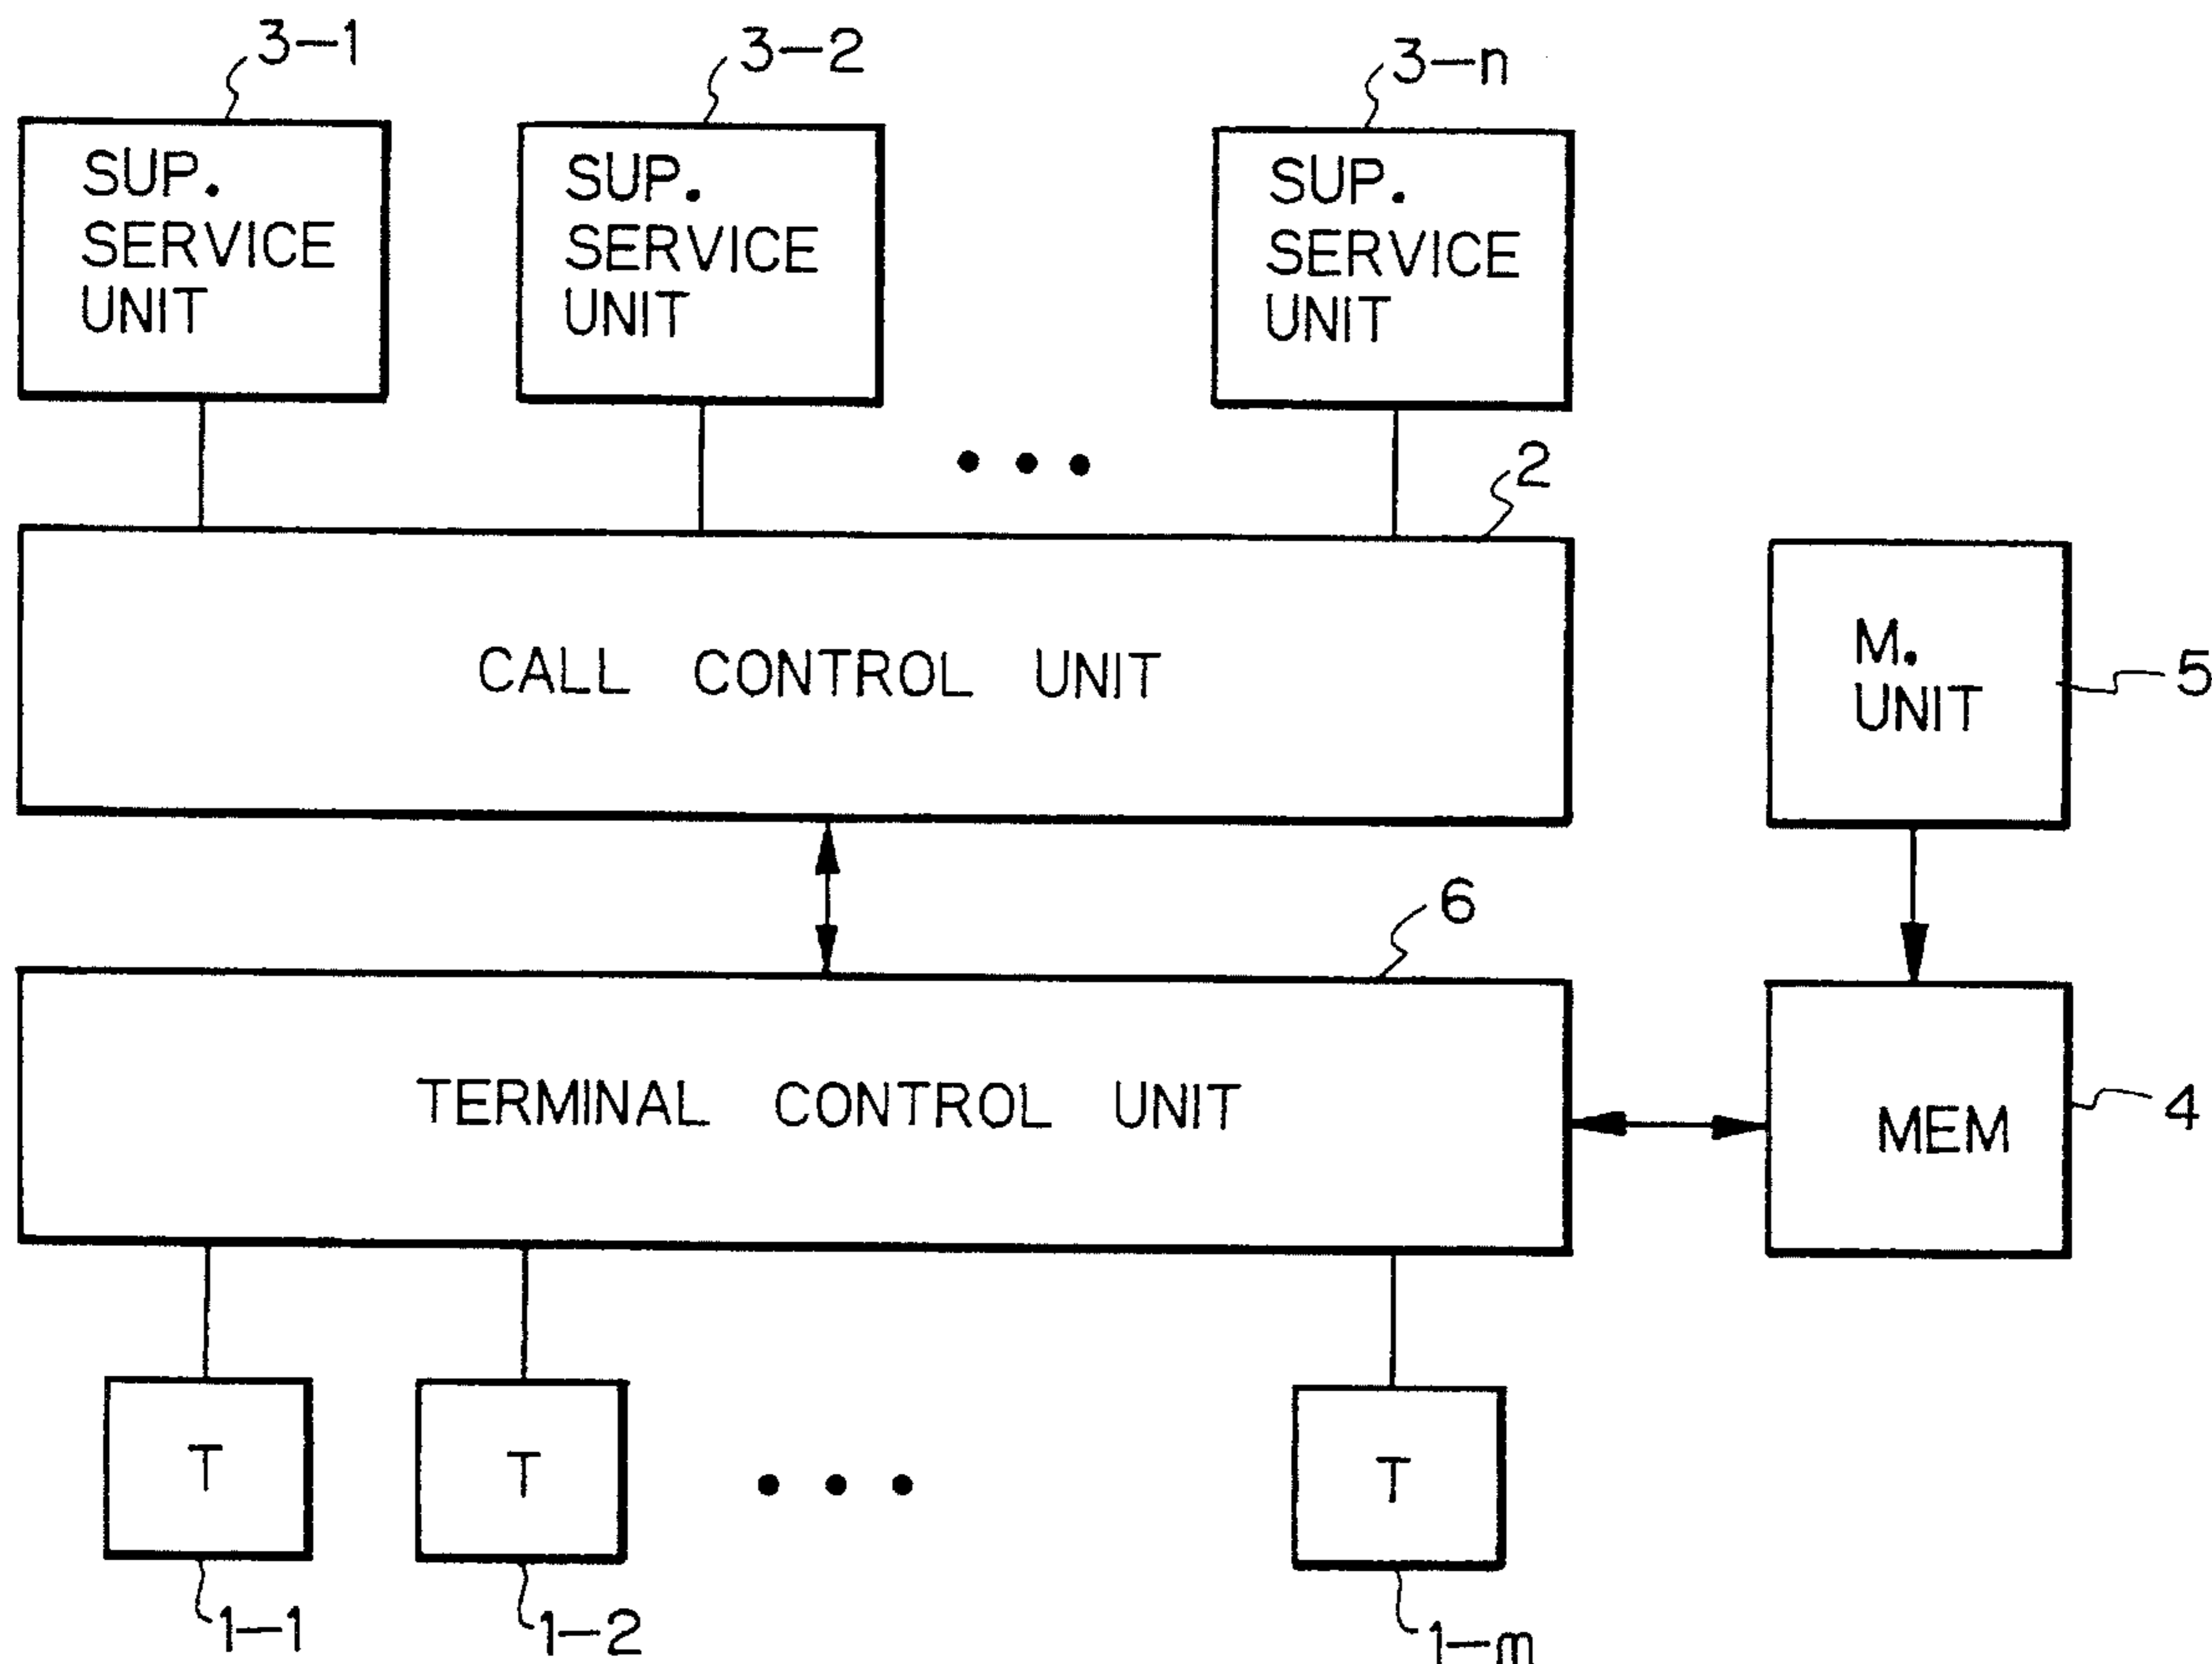 3-1
3-2
3-n
SUP.
SERVICE
UNIT
SUP.
SERVICE
UNIT
SUP.
SERVICE
UNIT
2
CALL CONTROL UNIT
M.
UNIT
5
6
TERMINAL CONTROL UNIT
MEM
4
T
T
T
1-1
1-2
1-m